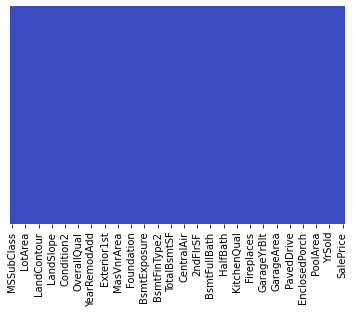 MSSubClass
LotArea
LandContour
LandSlope
Condition2
OverallQual
YearRemodAdd
Exterior1st
MasVnrArea
Foundation
BsmtExposure
BsmtFinType2
TotalBsmtSF
CentralAir
2ndFlrSF
BsmtFullBath
HalfBath
KitchenQual
Fireplaces
GarageYrBlt
GarageArea
PavedDrive
EnclosedPorch
PoolArea
YrSold
SalePrice